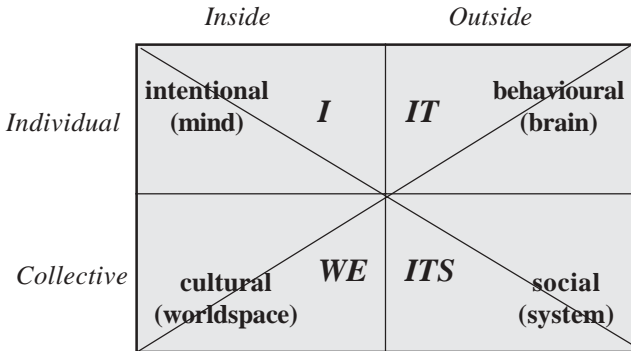 Inside Outside
intentional
(mind)
I IT
behavioural
(brain)
Individual
Collective
WE ITS
cultural
(worldspace)
social
(system)